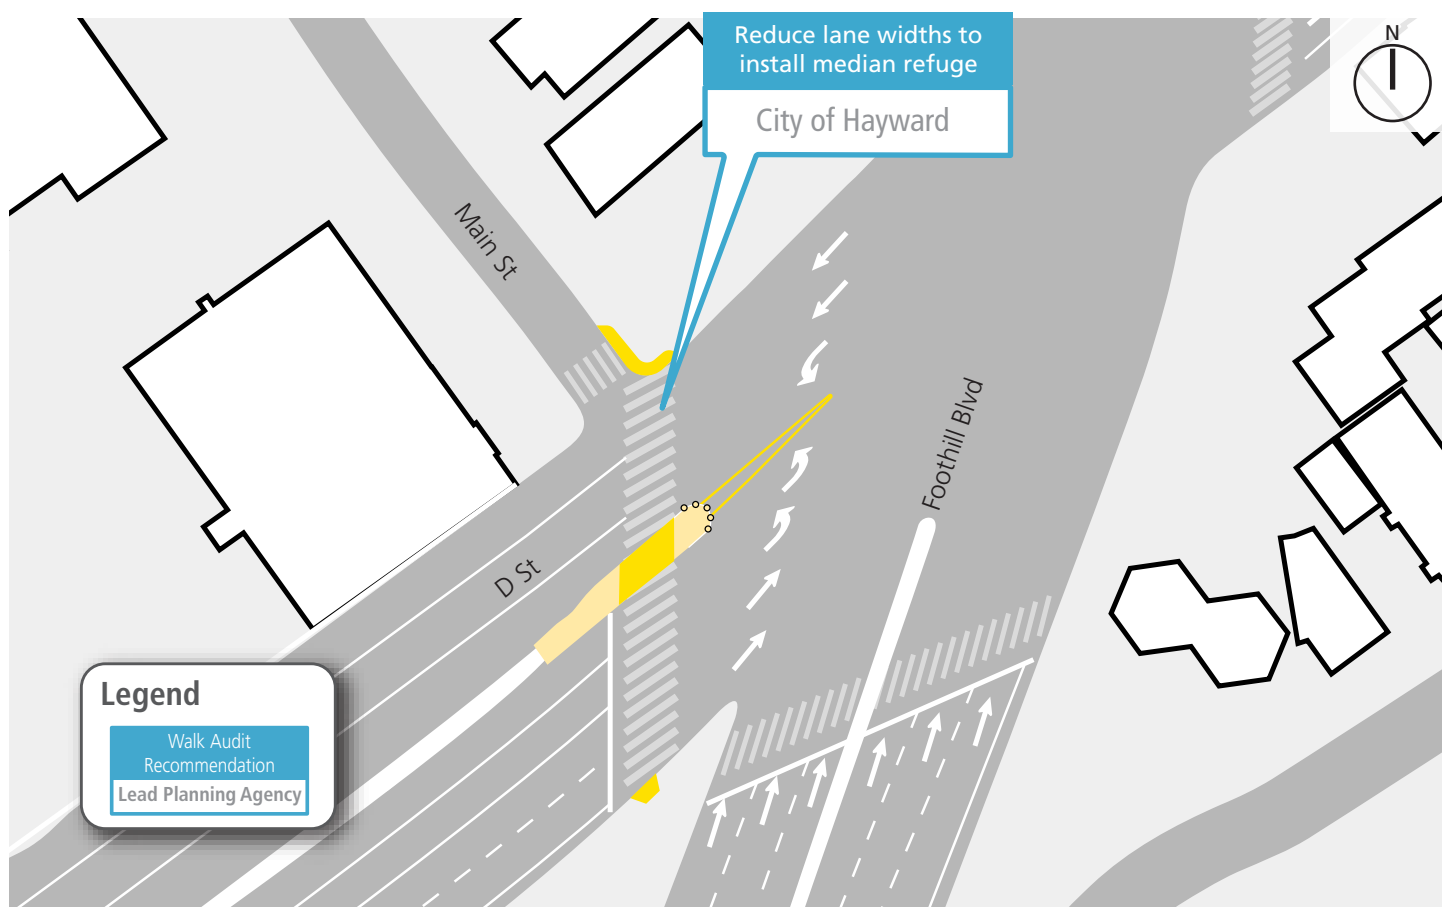 Reduce lane widths to
install median refuge
City of Hayward
N
Main St
Foothill Blvd
D St
Legend
Walk Audit
Recommendation
Lead Planning Agency